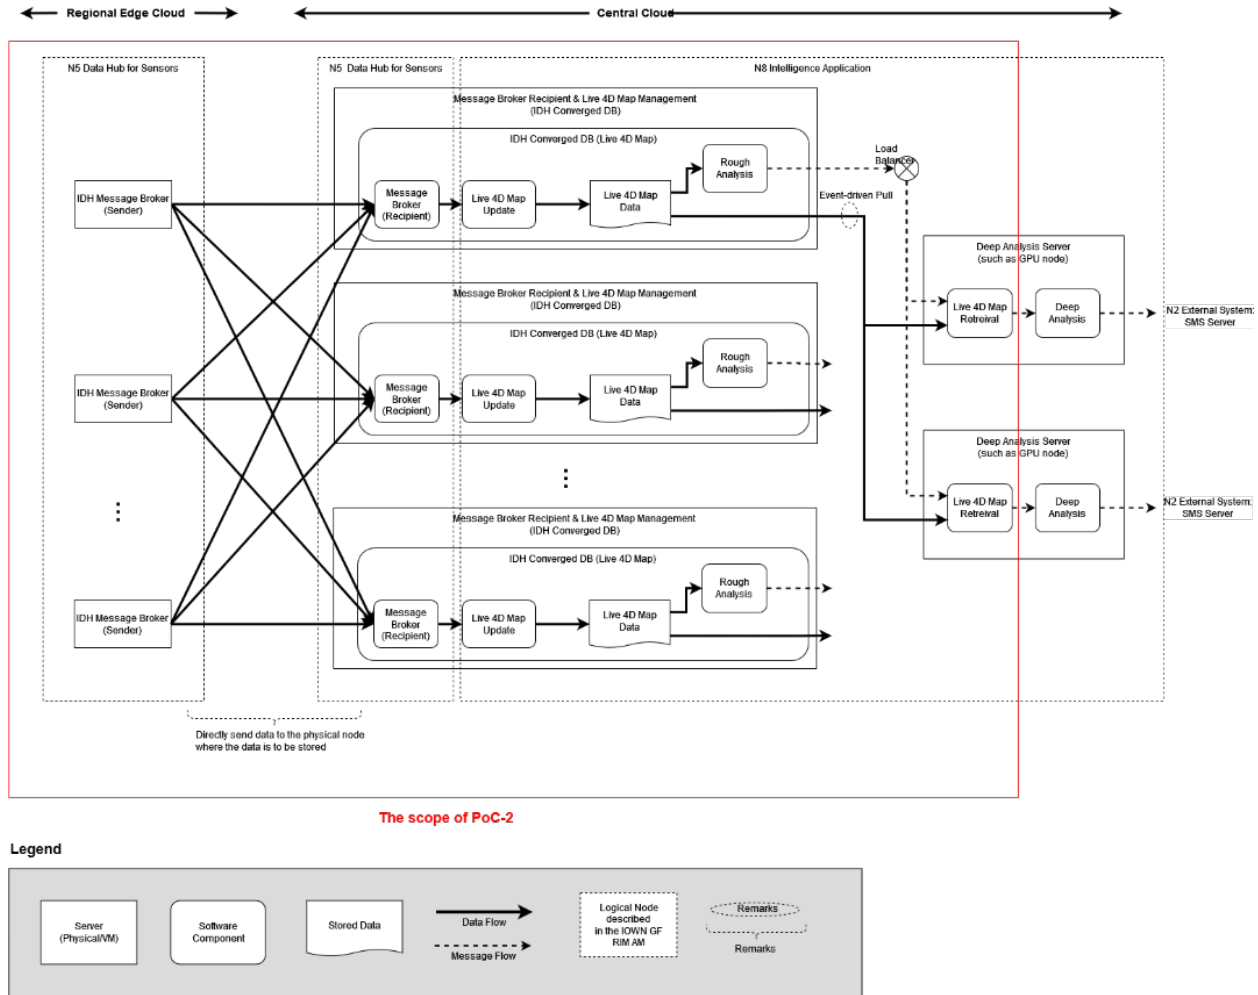 Regional Edge Cloud
Central Cloud
N5 Data Hub for Sensors
N5 Data Hub for Sensors
N8 Intelligence Application
Message Broker Recipient & Live 4D Map Management
(IDH Converged DB)
IDH Converged DB (Live 4D Map)
IDH Message Broker
(Sender)
Message
Broker
(Recipient)
Live 4D Map
Update
Live 4D Map
Data
Rough
Analysis
Load
Balancer
Event-driven Pull
Deep Analysis Server
(such as GPU node)
Live 4D Map
Retreival
Deep
Analysis
N2 External System:
SMS Server
Message Broker Recipient & Live 4D Map Management
(IDH Converged DB)
IDH Converged DB (Live 4D Map)
IDH Message Broker
(Sender)
Message
Broker
(Recipient)
Live 4D Map
Update
Live 4D Map
Data
Rough
Analysis
Deep Analysis Server
(such as GPU node)
Live 4D Map
Retreival
Deep
Analysis
N2 External System:
SMS Server
Message Broker Recipient & Live 4D Map Management
(IDH Converged DB)
IDH Converged DB (Live 4D Map)
IDH Message Broker
(Sender)
Message
Broker
(Recipient)
Live 4D Map
Update
Live 4D Map
Data
Rough
Analysis
Directly send data to the physical node
where the data is to be stored
The scope of PoC-2
Legend
Server
(Physical/VM)
Software
Component
Stored Data
Data Flow
Message Flow
Logical Node
described
in the IOWN GF
RIM AM
Remarks
Remarks